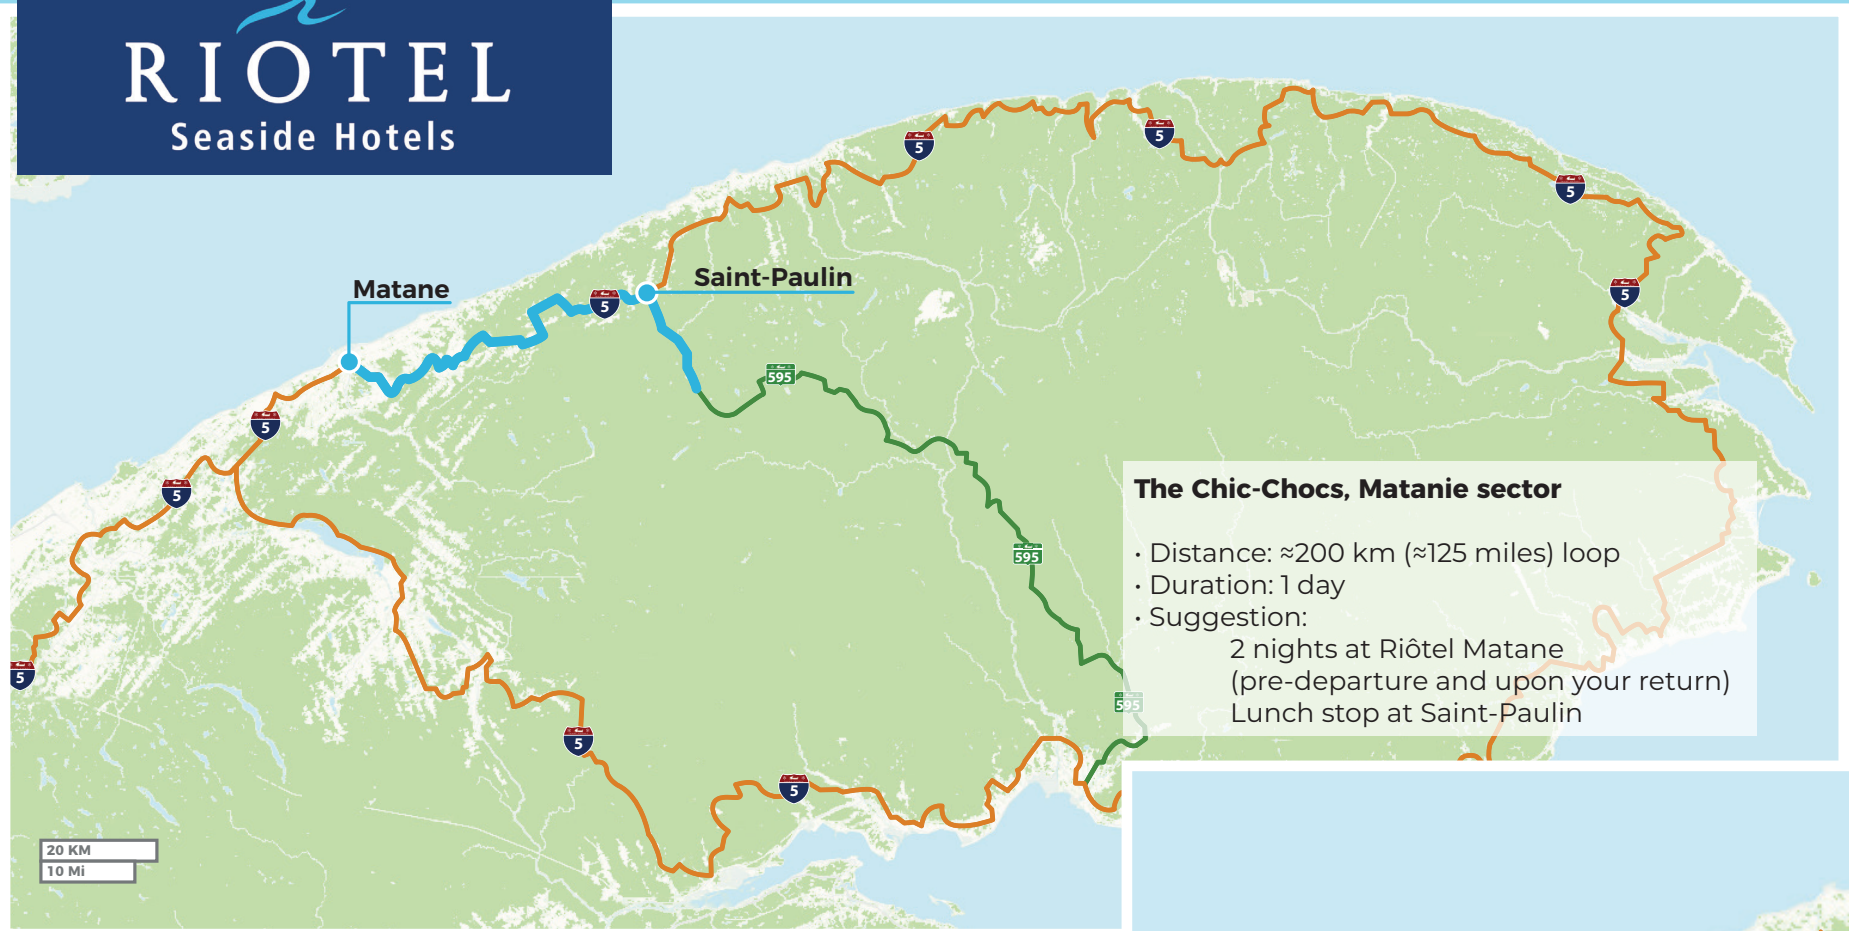 RIÔTEL
Seaside Hotels
5
5
5
5
Saint-Paulin
Matane
5
5
595
5
5
The Chic-Chocs, Matanie sector
• Distance: ≈200 km (≈125 miles) loop
595
• Duration: 1 day
• Suggestion:
2 nights at Riôtel Matane
5
(pre-departure and upon your return)
595
Lunch stop at Saint-Paulin
5
5
20 KM
10 Mi